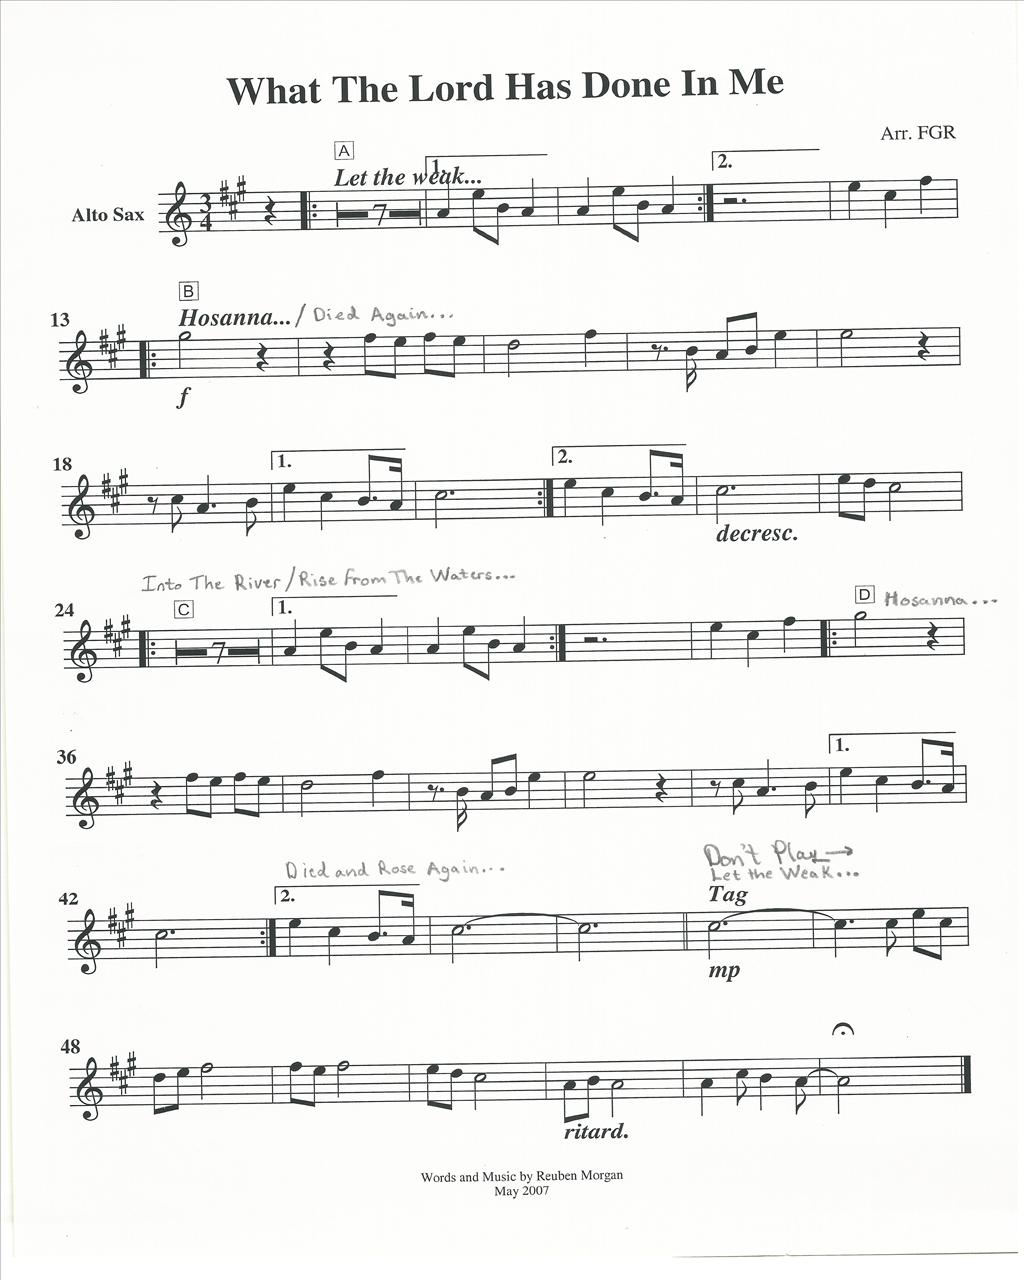 What The Lord Has Done In Me
Arr. FGR
A
Let the weak...
1.
2.
Alto Sax
3
4
7
B
13
Hosanna.../ Died Again...
f
18
1.
2.
decresc.
Into The River/Rise From The Waters...
24
C
1.
D
Hosanna...
7
36
1.
Don't Play→
Died and Rose Again...
Let the Weak...
42
2.
Tag
mp
48
ritard.
Words and Music by Reuben Morgan
May 2007